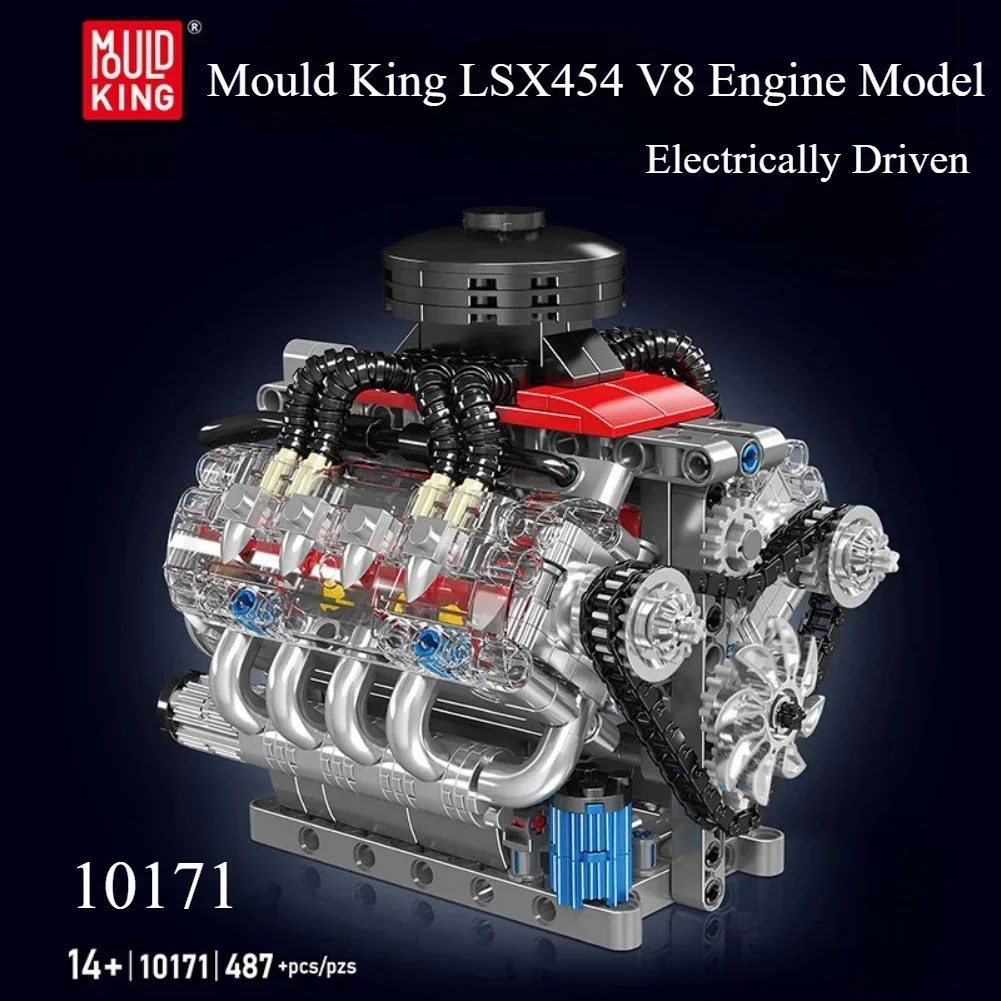 MOULD KING ®
Mould King LSX454 V8 Engine Model
Electrically Driven
10171
14+ | 10171 | 487 +pcs/pzs